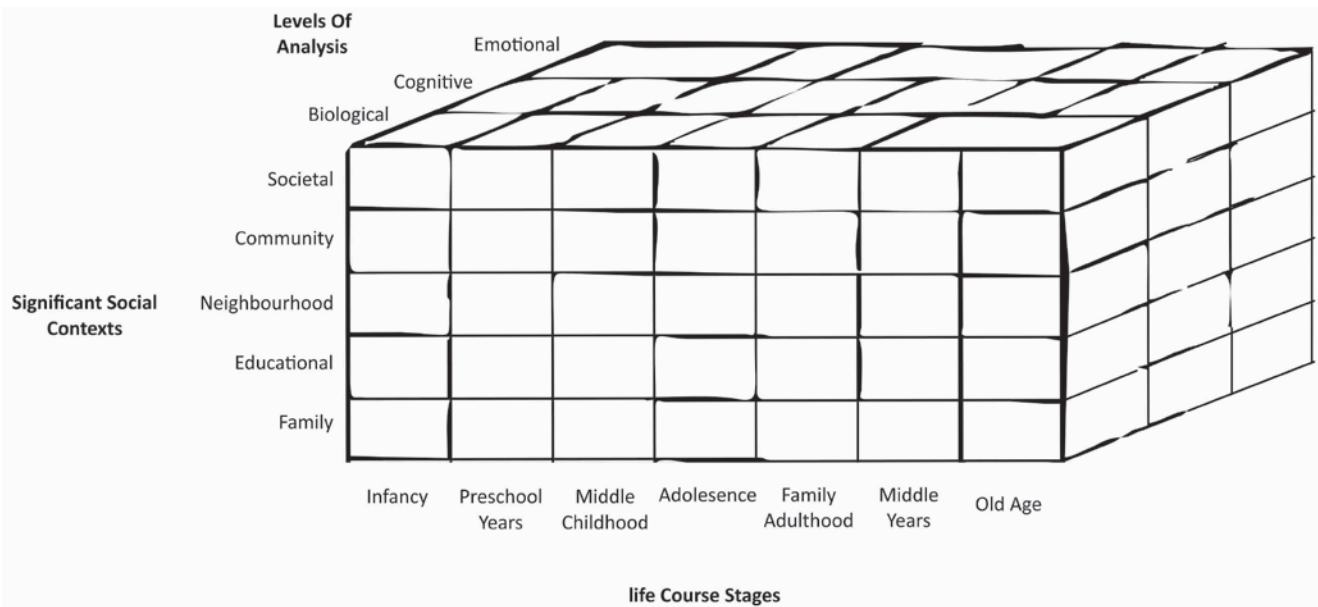 Levels Of
Analysis
Emotional
Cognitive
Biological
Societal
Community
Significant Social
Contexts
Neighbourhood
Educational
Family
Infancy
Preschool
Years
Middle
Childhood
Adolesence
Family
Adulthood
Middle
Years
Old Age
life Course Stages